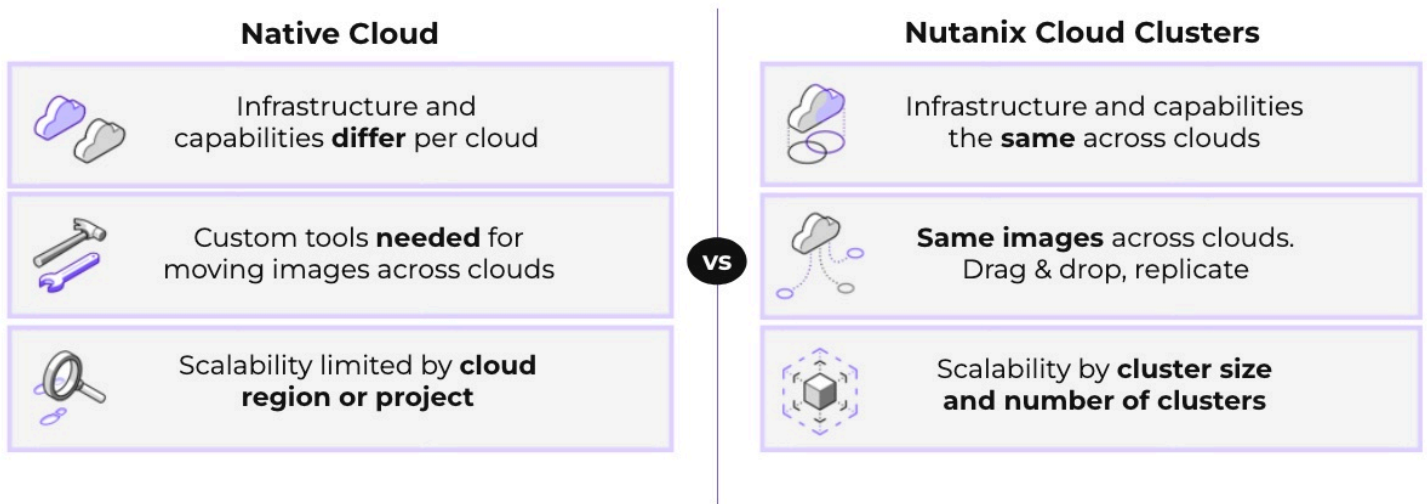 Native Cloud
Infrastructure and
capabilities differ per cloud
Custom tools needed for
moving images across clouds
Scalability limited by cloud
region or project
vs
Nutanix Cloud Clusters
Infrastructure and capabilities
the same across clouds
Same images across clouds.
Drag & drop, replicate
Scalability by cluster size
and number of clusters